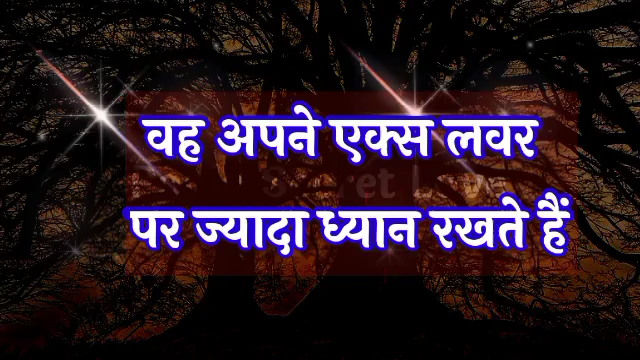 वह अपने एक्स लवर
पर ज्यादा ध्यान रखते हैं